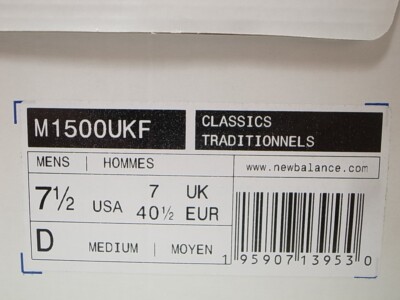 M1500UKF
CLASSICS
TRADITIONNELS
MENS | HOMMES
www.newbalance.com
7½ USA
7 UK
40½ EUR
D MEDIUM | MOYEN
1 95907 13953 0